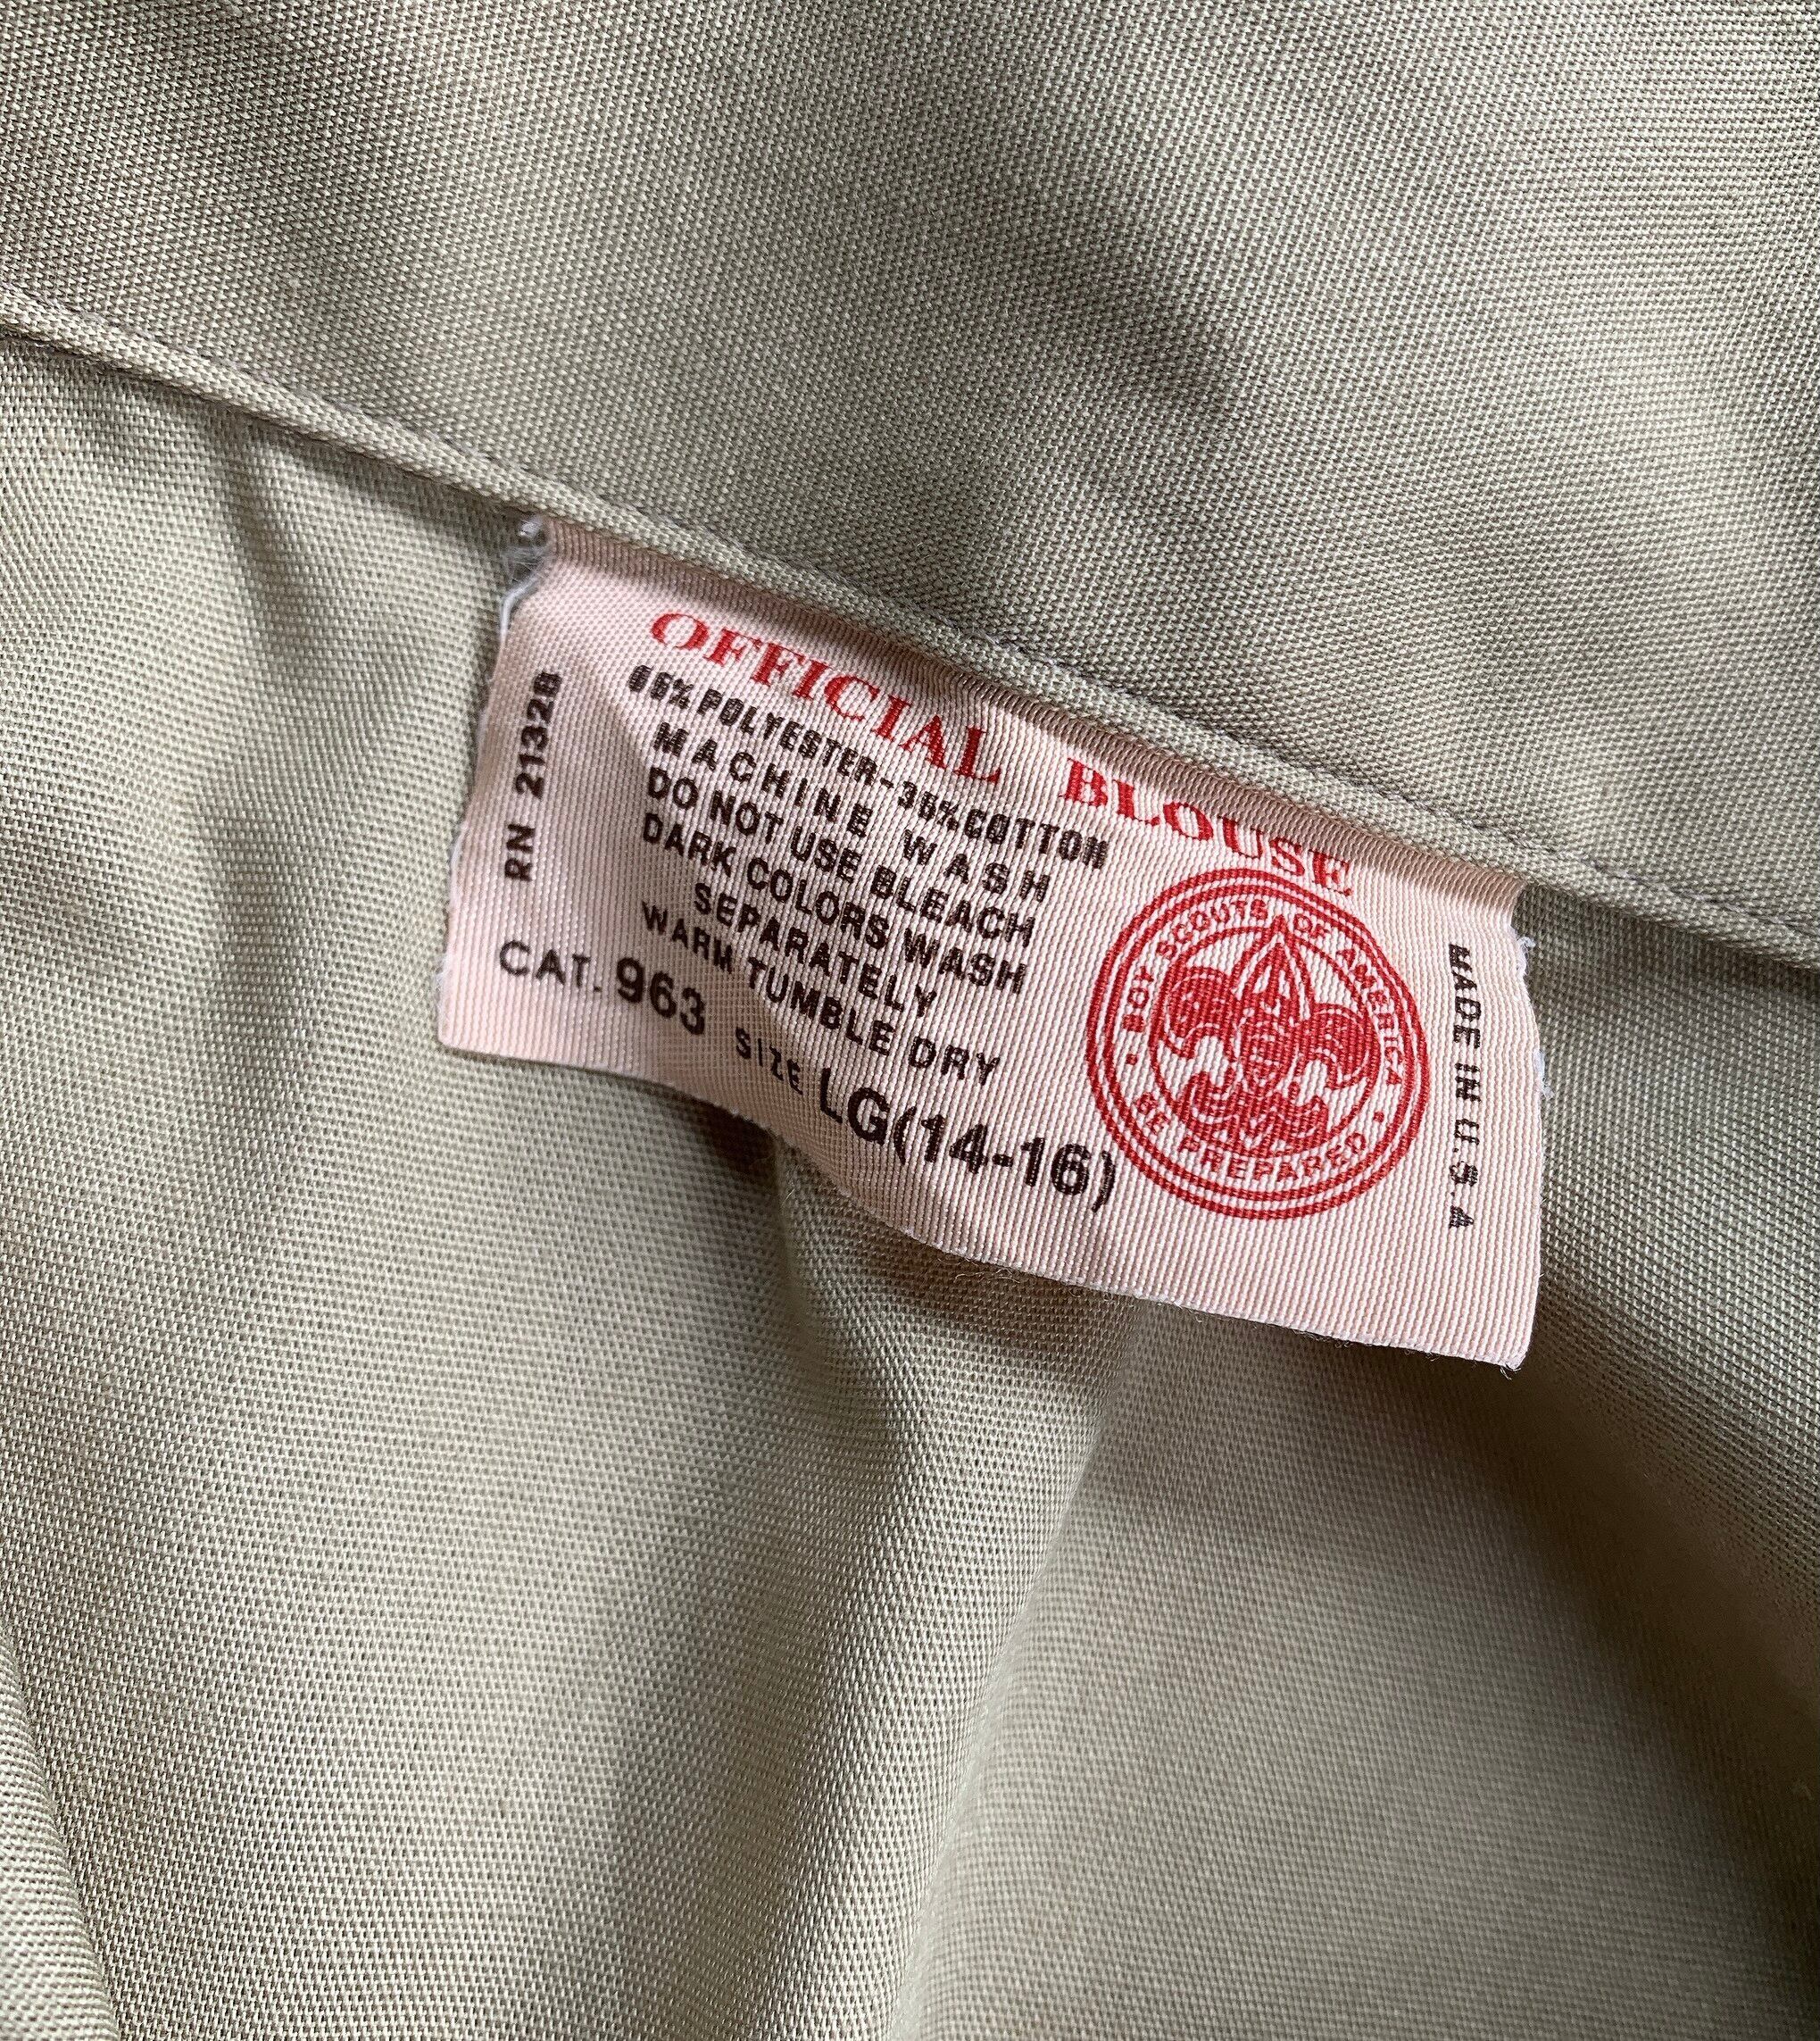 OFFICIAL BLOUSE
65% POLYESTER-35% COTTON
MACHINE WASH
DO NOT USE BLEACH
DARK COLORS WASH
SEPARATELY
WARM TUMBLE DRY
CAT. 963 SIZE LG(14-16)
RN 21328
BOY SCOUTS OF AMERICA
BE PREPARED
MADE IN U.S.A